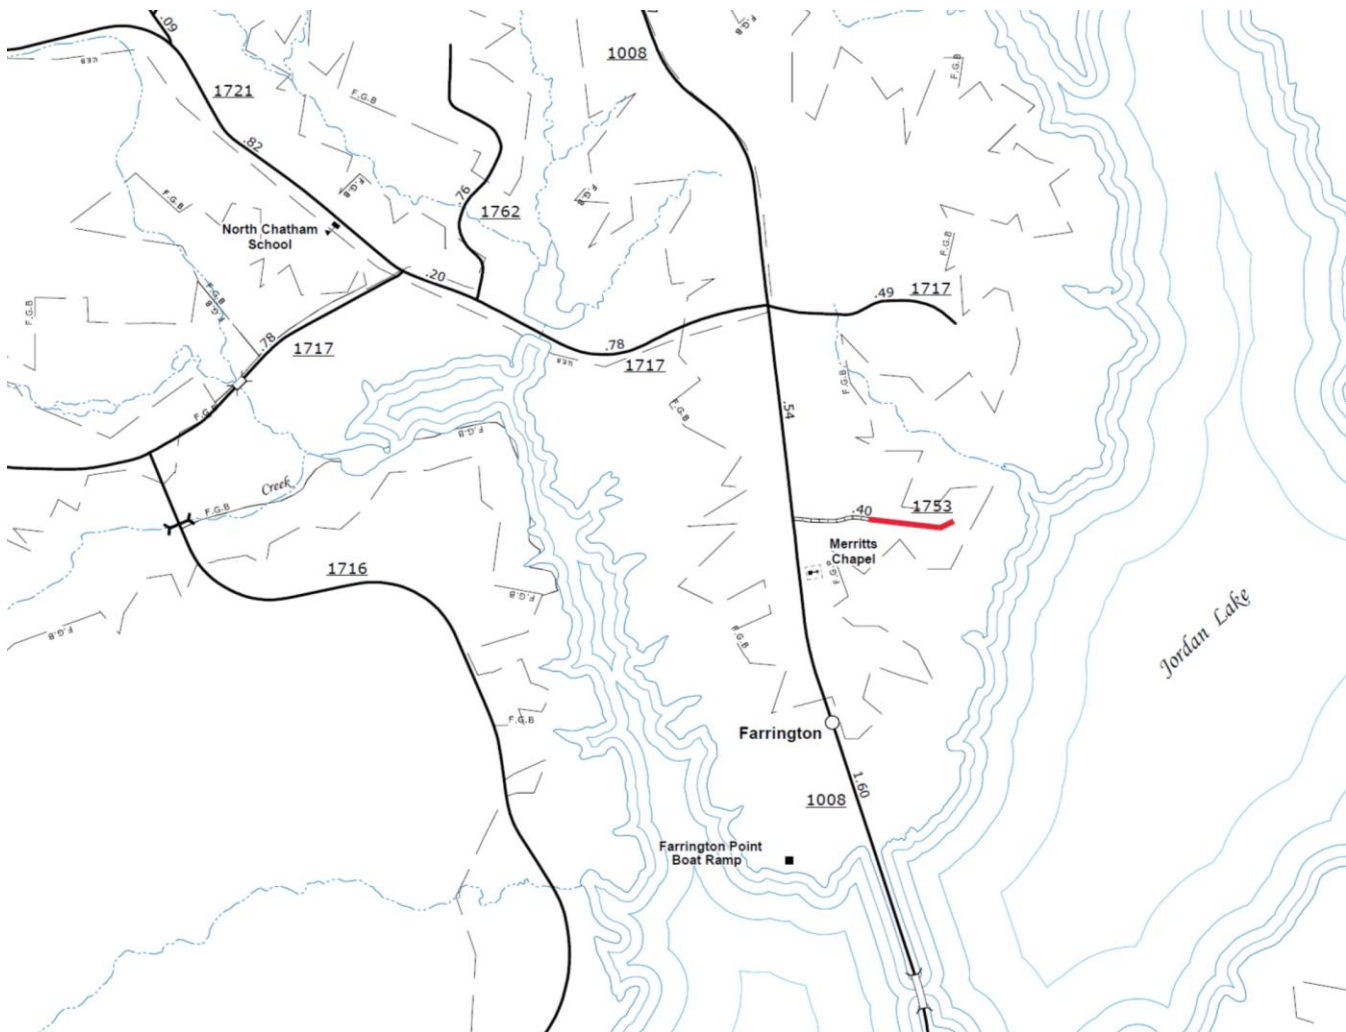 .09
1008
F.G.B
F.G.B
1721
F.G.B
.82
F.G.B
F.G.B
.76
F.G.B
1762
North Chatham
School
F.G.B
.20
F.G.B
F.G.B
F.G.B
.49
1717
.78
1717
.78
1717
F.G.B
F.G.B
F.G.B
.54
F.G.B
Creek
F.G.B
.40
1753
Merritts
Chapel
F.G.B
1716
F.G.B
F.G.B
F.G.B
Jordan Lake
F.G.B
Farrington
1.60
1008
Farrington Point
Boat Ramp